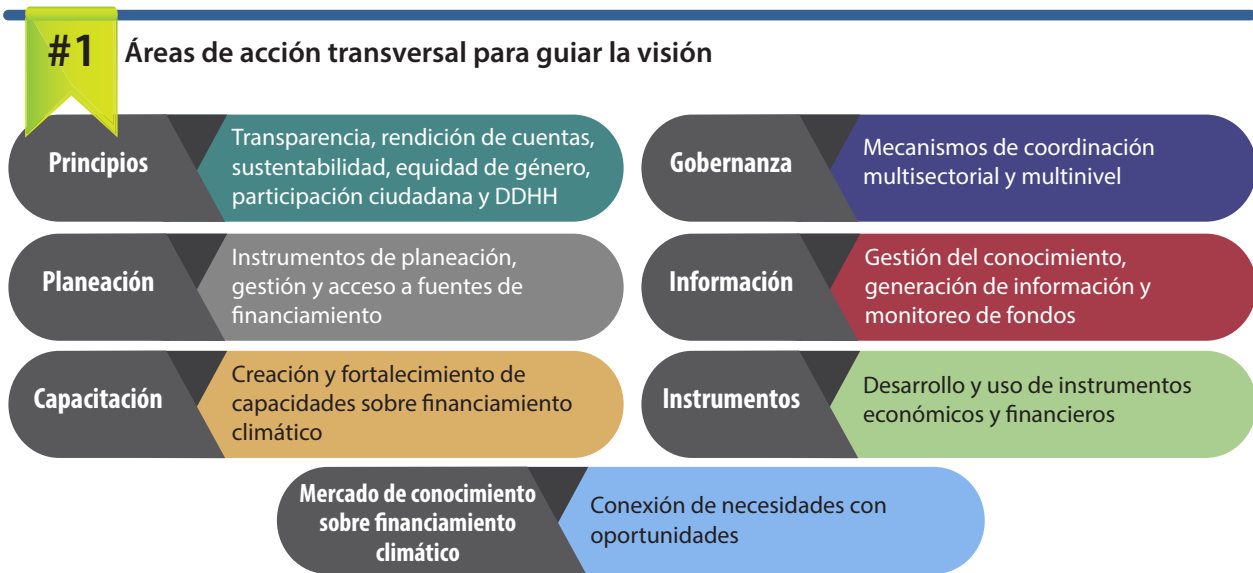 #1
Áreas de acción transversal para guiar la visión
Principios
Transparencia, rendición de cuentas,
sustentabilidad, equidad de género,
participación ciudadana y DDHH
Gobernanza
Mecanismos de coordinación
multisectorial y multinivel
Planeación
Instrumentos de planeación,
gestión y acceso a fuentes de
financiamiento
Información
Gestión del conocimiento,
generación de información y
monitoreo de fondos
Capacitación
Creación y fortalecimiento de
capacidades sobre financiamiento
climático
Instrumentos
Desarrollo y uso de instrumentos
económicos y financieros
Mercado de conocimiento
sobre financiamiento
climático
Conexión de necesidades con
oportunidades